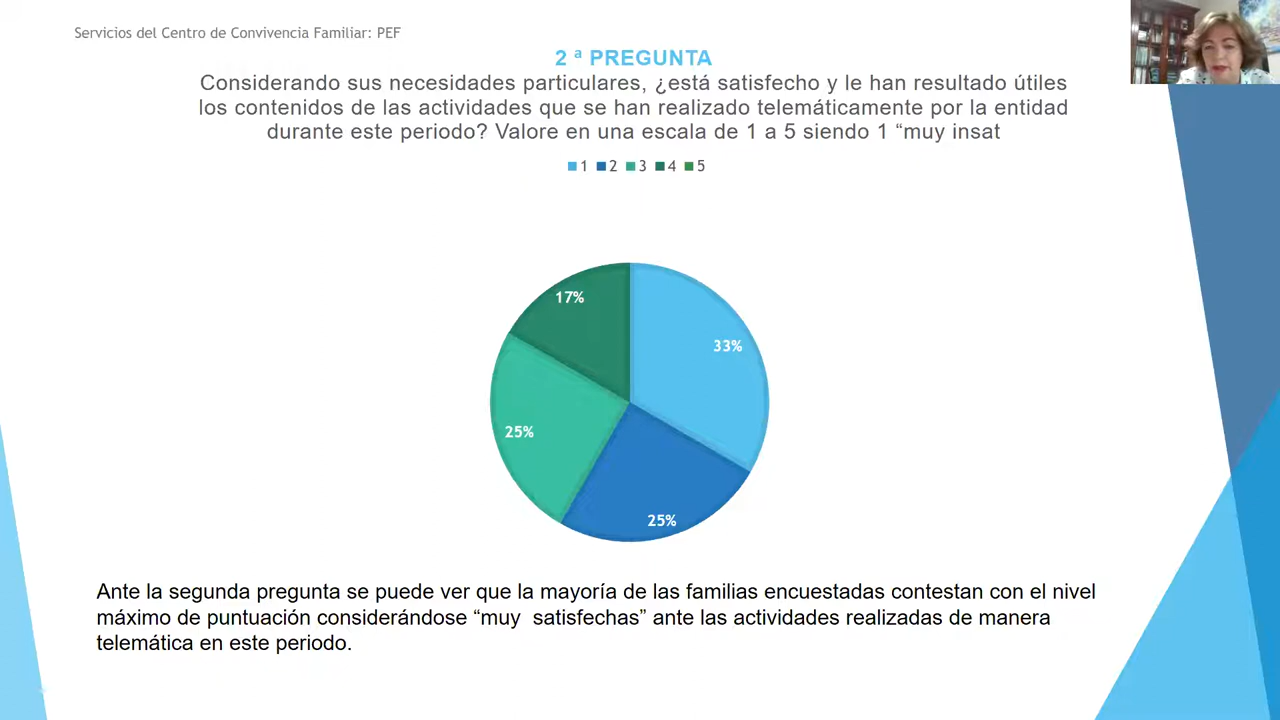 Servicios del Centro de Convivencia Familiar: PEF
2 ª PREGUNTA
Considerando sus necesidades particulares, ¿está satisfecho y le han resultado útiles
los contenidos de las actividades que se han realizado telemáticamente por la entidad
durante este periodo? Valore en una escala de 1 a 5 siendo 1 “muy insat
1 2 3 4 5
17%
33%
25%
25%
Ante la segunda pregunta se puede ver que la mayoría de las familias encuestadas contestan con el nivel
máximo de puntuación considerándose “muy  satisfechas” ante las actividades realizadas de manera
telemática en este periodo.